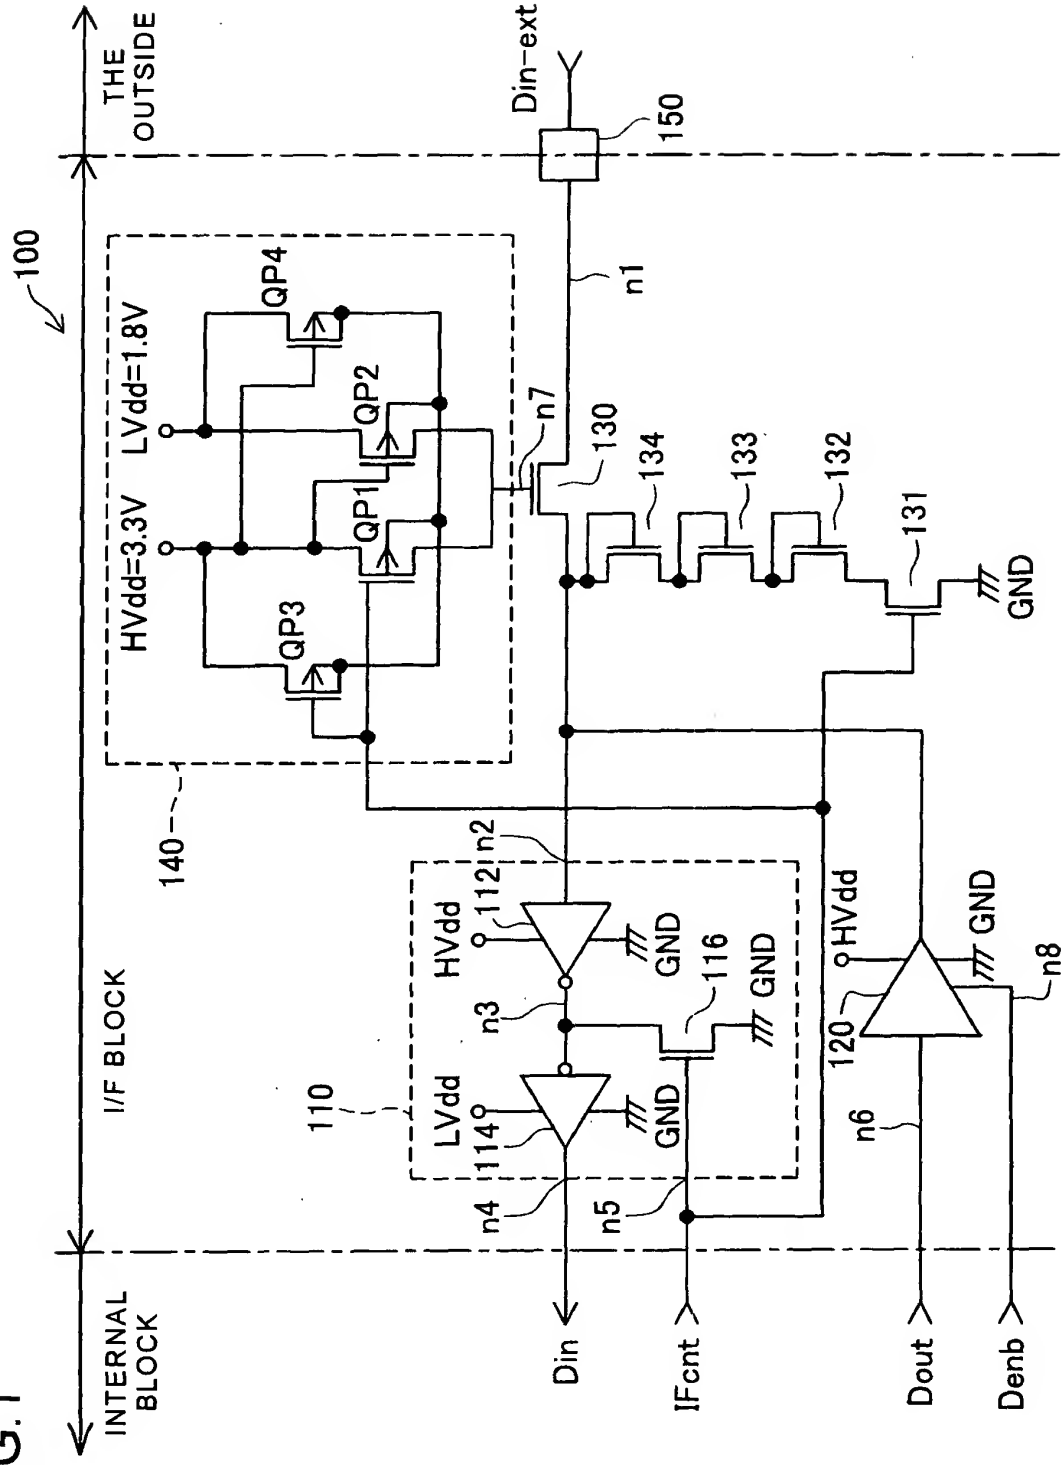 G. 1
INTERNAL
BLOCK
I/F BLOCK
THE
OUTSIDE
100
140
HVdd=3.3V
LVdd=1.8V
QP3
QP1
QP2
QP4
n7
130
n1
150
Din-ext
134
133
132
131
GND
110
LVdd
114
GND
n4
n3
HVdd
112
GND
n2
n5
116
GND
Din
IFcnt
Dout
Denb
n6
120
HVdd
GND
n8